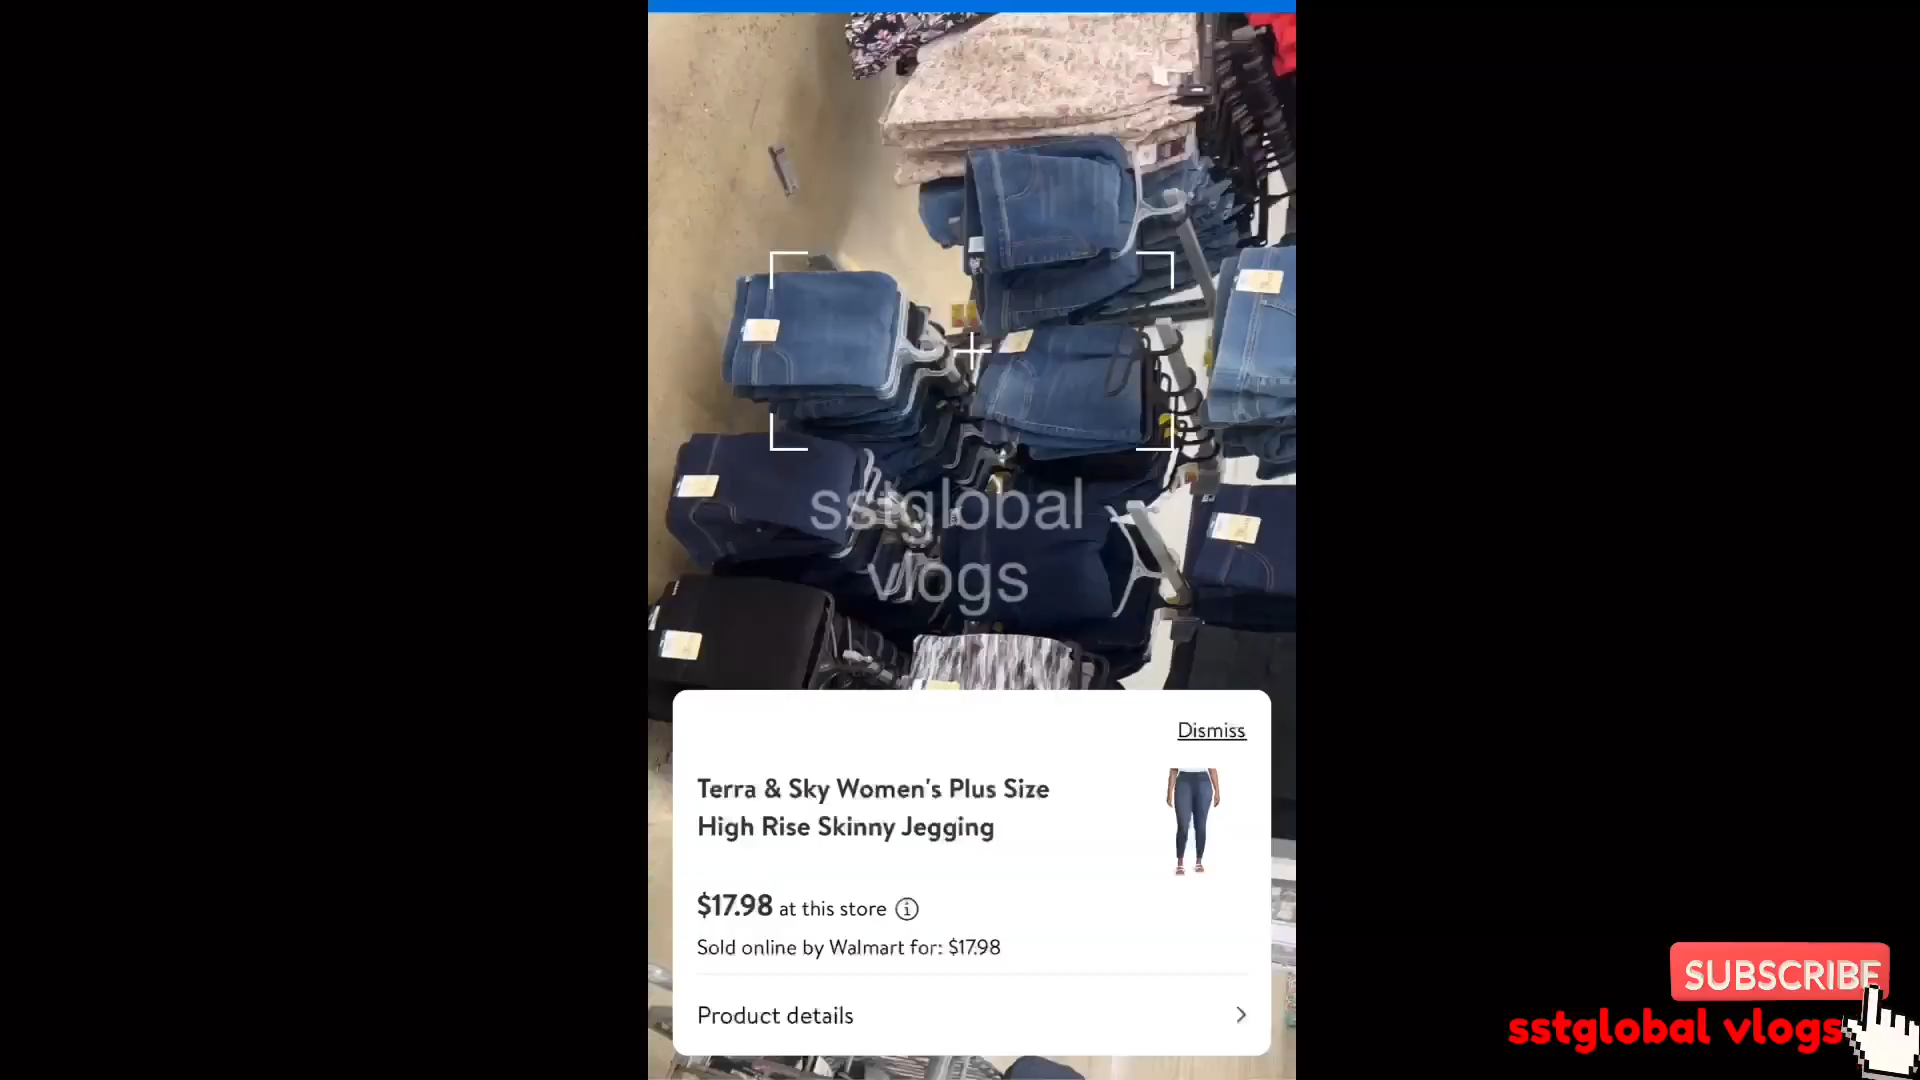 sstglobal
vlogs
Dismiss
Terra & Sky Women's Plus Size
High Rise Skinny Jegging
$17.98 at this store
Sold online by Walmart for: $17.98
Product details
SUBSCRIBE
sstglobal vlogs